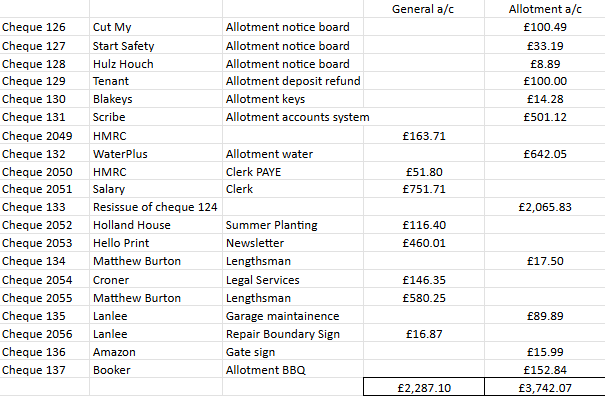 General a/c Allotment a/c
Cheque 126 Cut My Allotment notice board £100.49
Cheque 127 Start Safety Allotment notice board £33.19
Cheque 128 Hulz Houch Allotment notice board £8.89
Cheque 129 Tenant Allotment deposit refund £100.00
Cheque 130 Blakeys Allotment keys £14.28
Cheque 131 Scribe Allotment accounts system £501.12
Cheque 2049 HMRC £163.71
Cheque 132 WaterPlus Allotment water £642.05
Cheque 2050 HMRC Clerk PAYE £51.80
Cheque 2051 Salary Clerk £751.71
Cheque 133 Resissue of cheque 124 £2,065.83
Cheque 2052 Holland House Summer Planting £116.40
Cheque 2053 Hello Print Newsletter £460.01
Cheque 134 Matthew Burton Lengthsman £17.50
Cheque 2054 Croner Legal Services £146.35
Cheque 2055 Matthew Burton Lengthsman £580.25
Cheque 135 Lanlee Garage maintainence £89.89
Cheque 2056 Lanlee Repair Boundary Sign £16.87
Cheque 136 Amazon Gate sign £15.99
Cheque 137 Booker Allotment BBQ £152.84
£2,287.10 £3,742.07